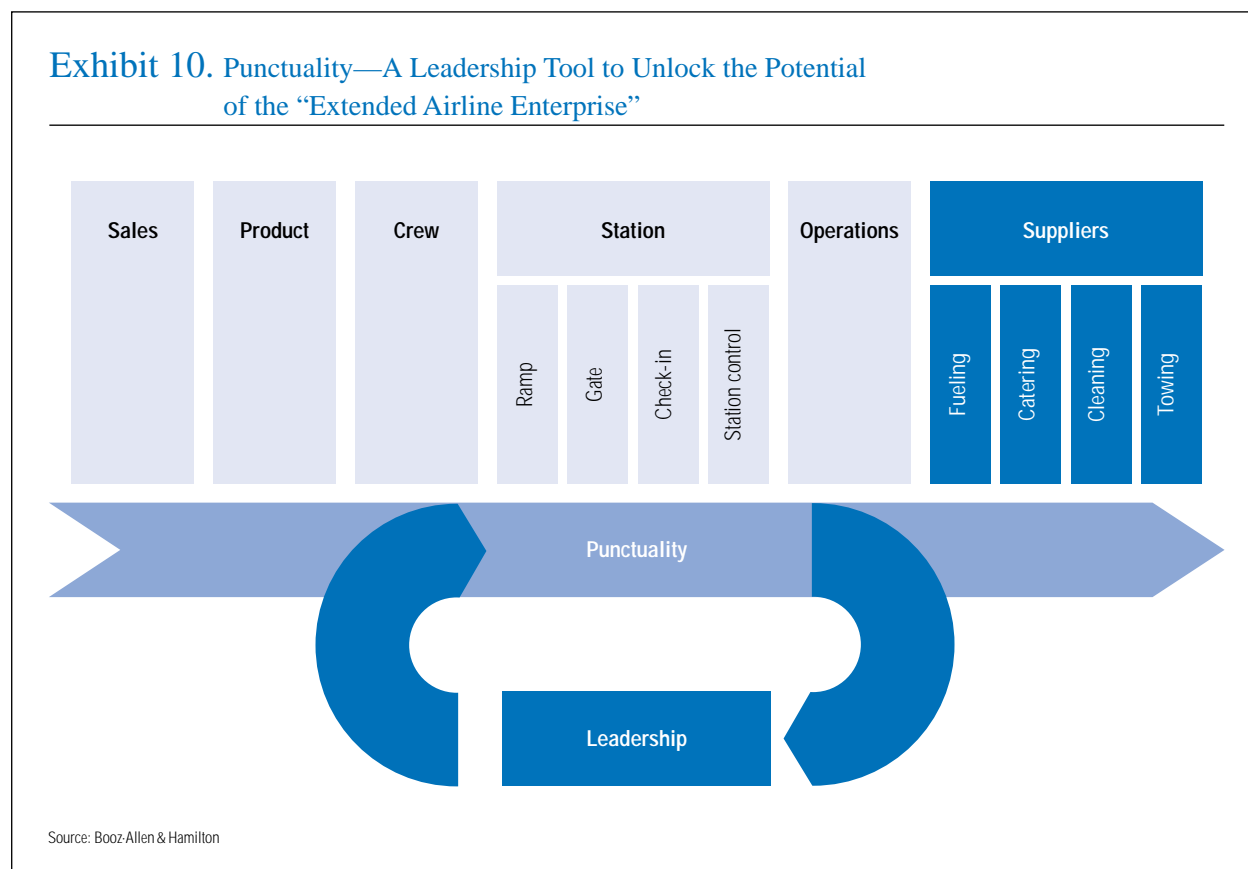 Exhibit 10. Punctuality—A Leadership Tool to Unlock the Potential
of the “Extended Airline Enterprise”
Sales
Product
Crew
Station
Operations
Suppliers
Ramp
Gate
Check-in
Station control
Fueling
Catering
Cleaning
Towing
Punctuality
Leadership
Source: Booz·Allen & Hamilton